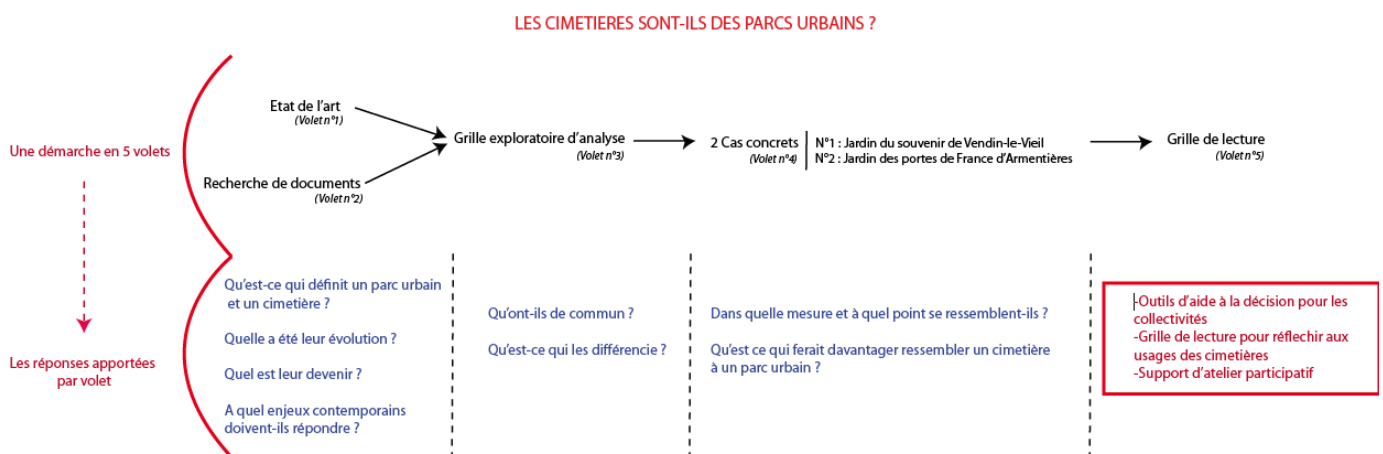 LES CIMETIERES SONT-ILS DES PARCS URBAINS ?
Une démarche en 5 volets
Etat de l'art
(Volet n°1)
Recherche de documents
(Volet n°2)
Grille exploratoire d'analyse
(Volet n°3)
2 Cas concrets
(Volet n°4)
N°1 : Jardin du souvenir de Vendin-le-Vieil
N°2 : Jardin des portes de France d'Armentières
Grille de lecture
(Volet n°5)
Les réponses apportées
par volet
Qu'est-ce qui définit un parc urbain
et un cimetière ?
Quelle a été leur évolution ?
Quel est leur devenir ?
A quel enjeux contemporains
doivent-ils répondre ?
Qu'ont-ils de commun ?
Qu'est-ce qui les différencie ?
Dans quelle mesure et à quel point se ressemblent-ils ?
Qu'est ce qui ferait davantager ressembler un cimetière
à un parc urbain ?
-Outils d'aide à la décision pour les
collectivités
-Grille de lecture pour réflechir aux
usages des cimetières
-Support d'atelier participatif